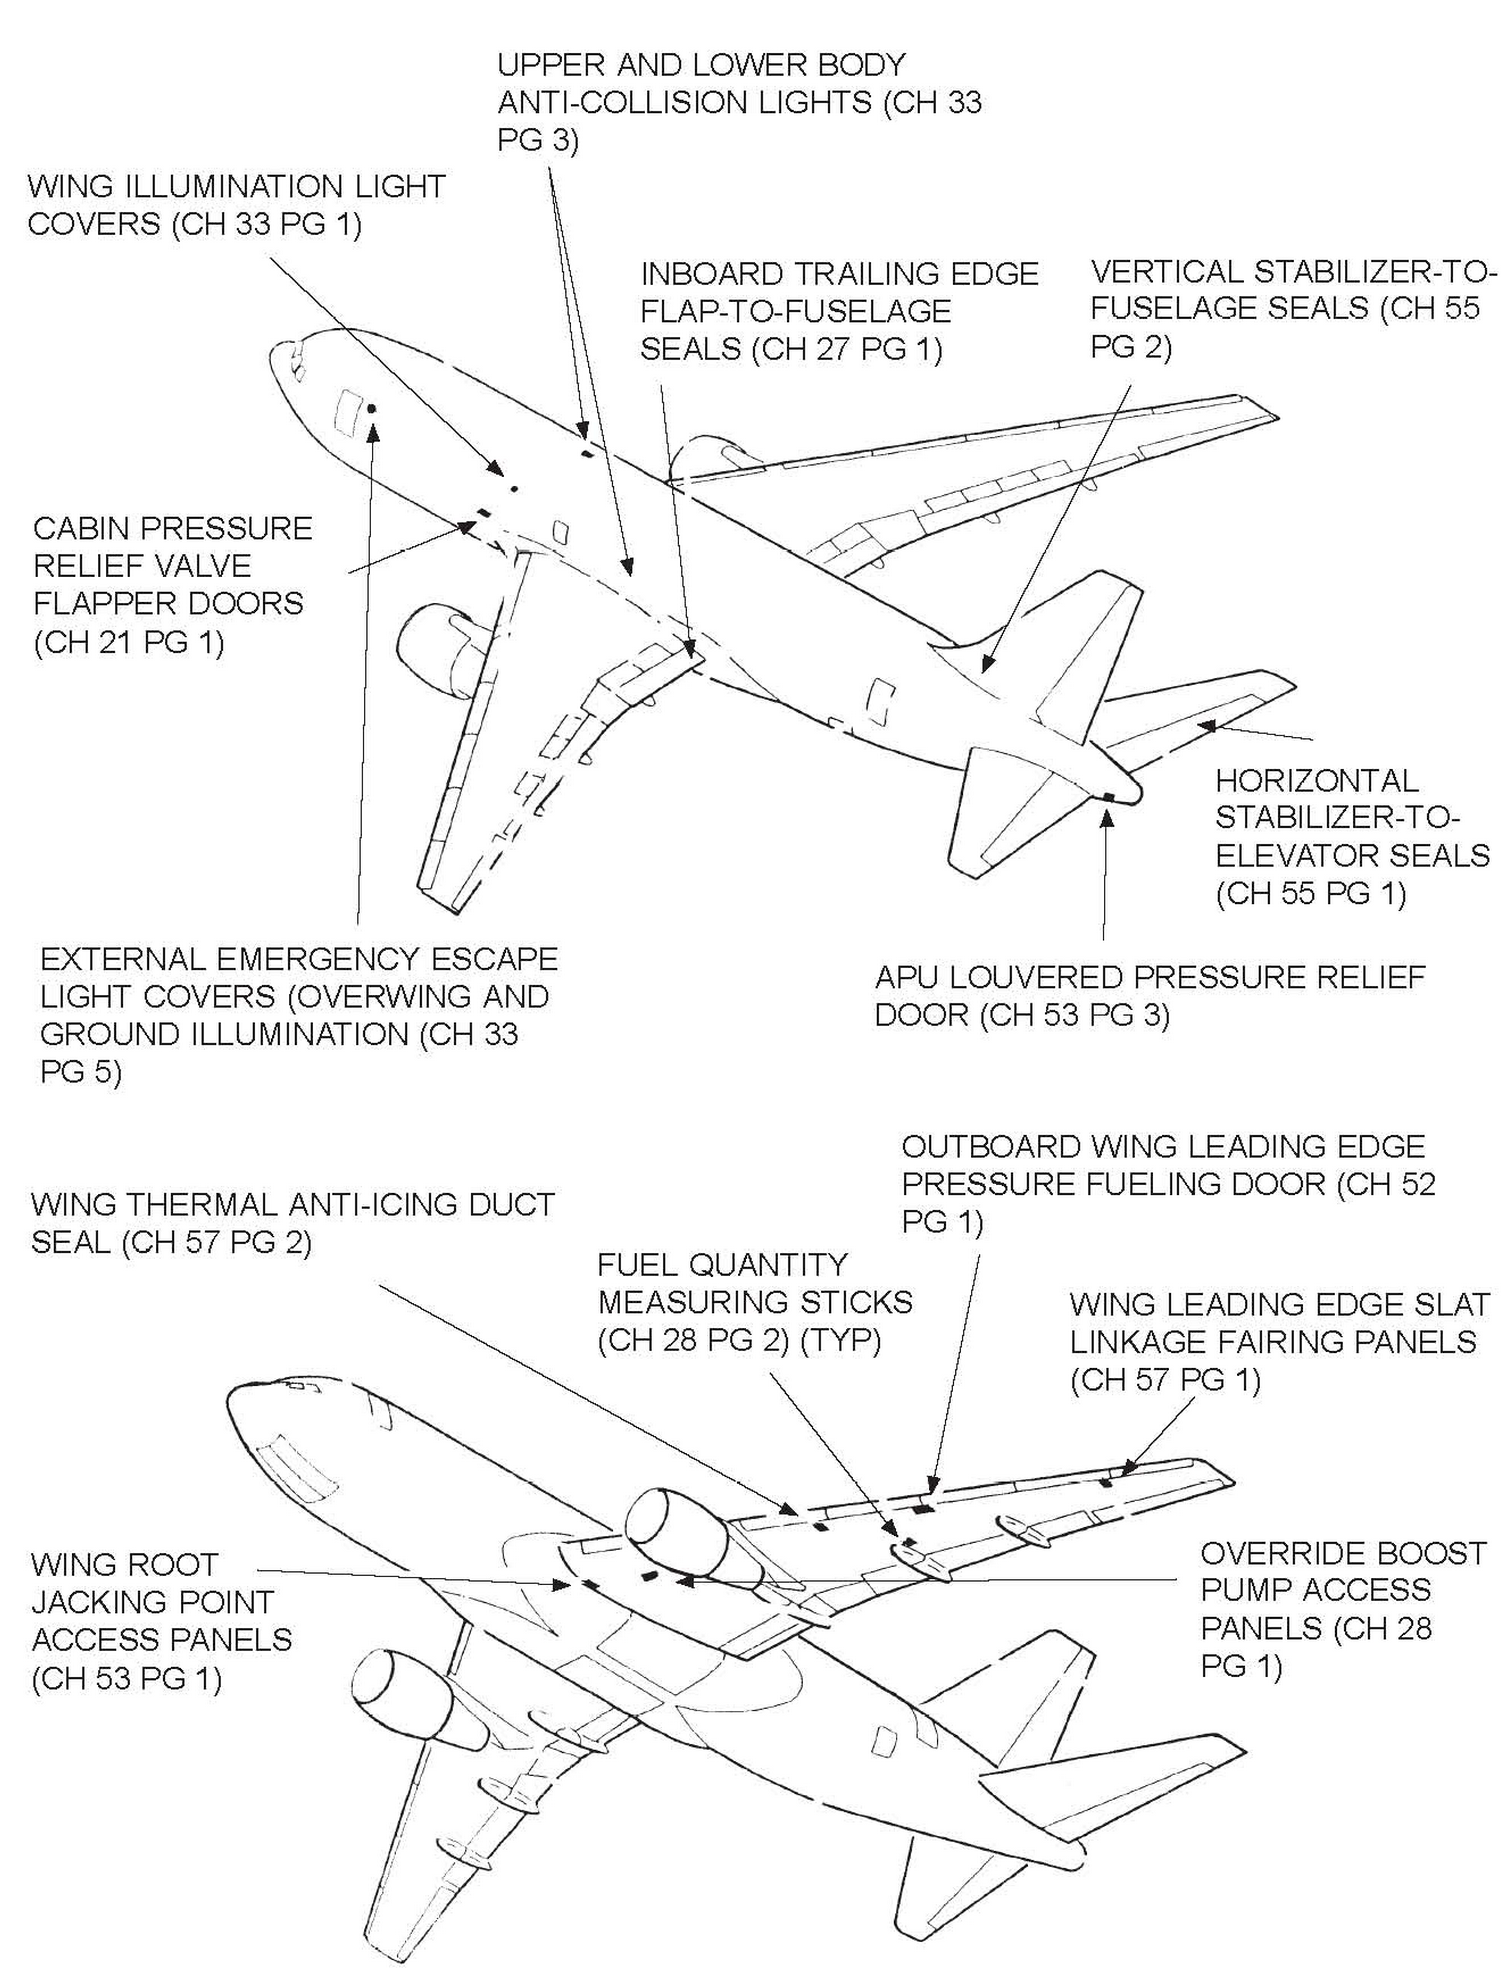 UPPER AND LOWER BODY
ANTI-COLLISION LIGHTS (CH 33
PG 3)
WING ILLUMINATION LIGHT
COVERS (CH 33 PG 1)
INBOARD TRAILING EDGE
FLAP-TO-FUSELAGE
SEALS (CH 27 PG 1)
VERTICAL STABILIZER-TO-
FUSELAGE SEALS (CH 55
PG 2)
CABIN PRESSURE
RELIEF VALVE
FLAPPER DOORS
(CH 21 PG 1)
HORIZONTAL
STABILIZER-TO-
ELEVATOR SEALS
(CH 55 PG 1)
EXTERNAL EMERGENCY ESCAPE
LIGHT COVERS (OVERWING AND
GROUND ILLUMINATION (CH 33
PG 5)
APU LOUVERED PRESSURE RELIEF
DOOR (CH 53 PG 3)
OUTBOARD WING LEADING EDGE
PRESSURE FUELING DOOR (CH 52
PG 1)
WING THERMAL ANTI-ICING DUCT
SEAL (CH 57 PG 2)
FUEL QUANTITY
MEASURING STICKS
(CH 28 PG 2) (TYP)
WING LEADING EDGE SLAT
LINKAGE FAIRING PANELS
(CH 57 PG 1)
WING ROOT
JACKING POINT
ACCESS PANELS
(CH 53 PG 1)
OVERRIDE BOOST
PUMP ACCESS
PANELS (CH 28
PG 1)